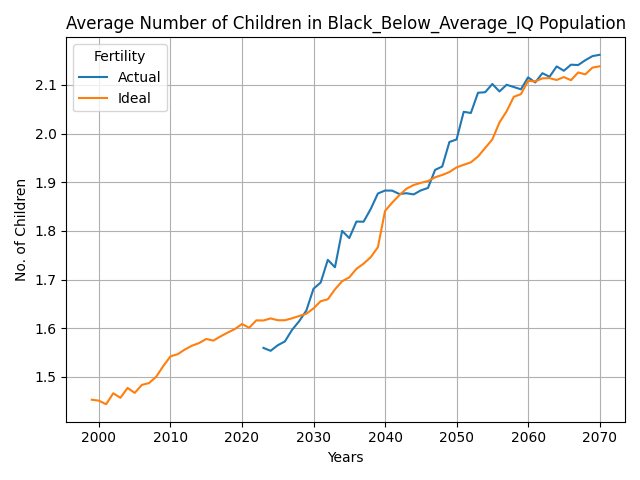 Average Number of Children in Black_Below_Average_IQ Population
Fertility
Actual
Ideal
No. of Children
2.1
2.0
1.9
1.8
1.7
1.6
1.5
2000 2010 2020 2030 2040 2050 2060 2070
Years